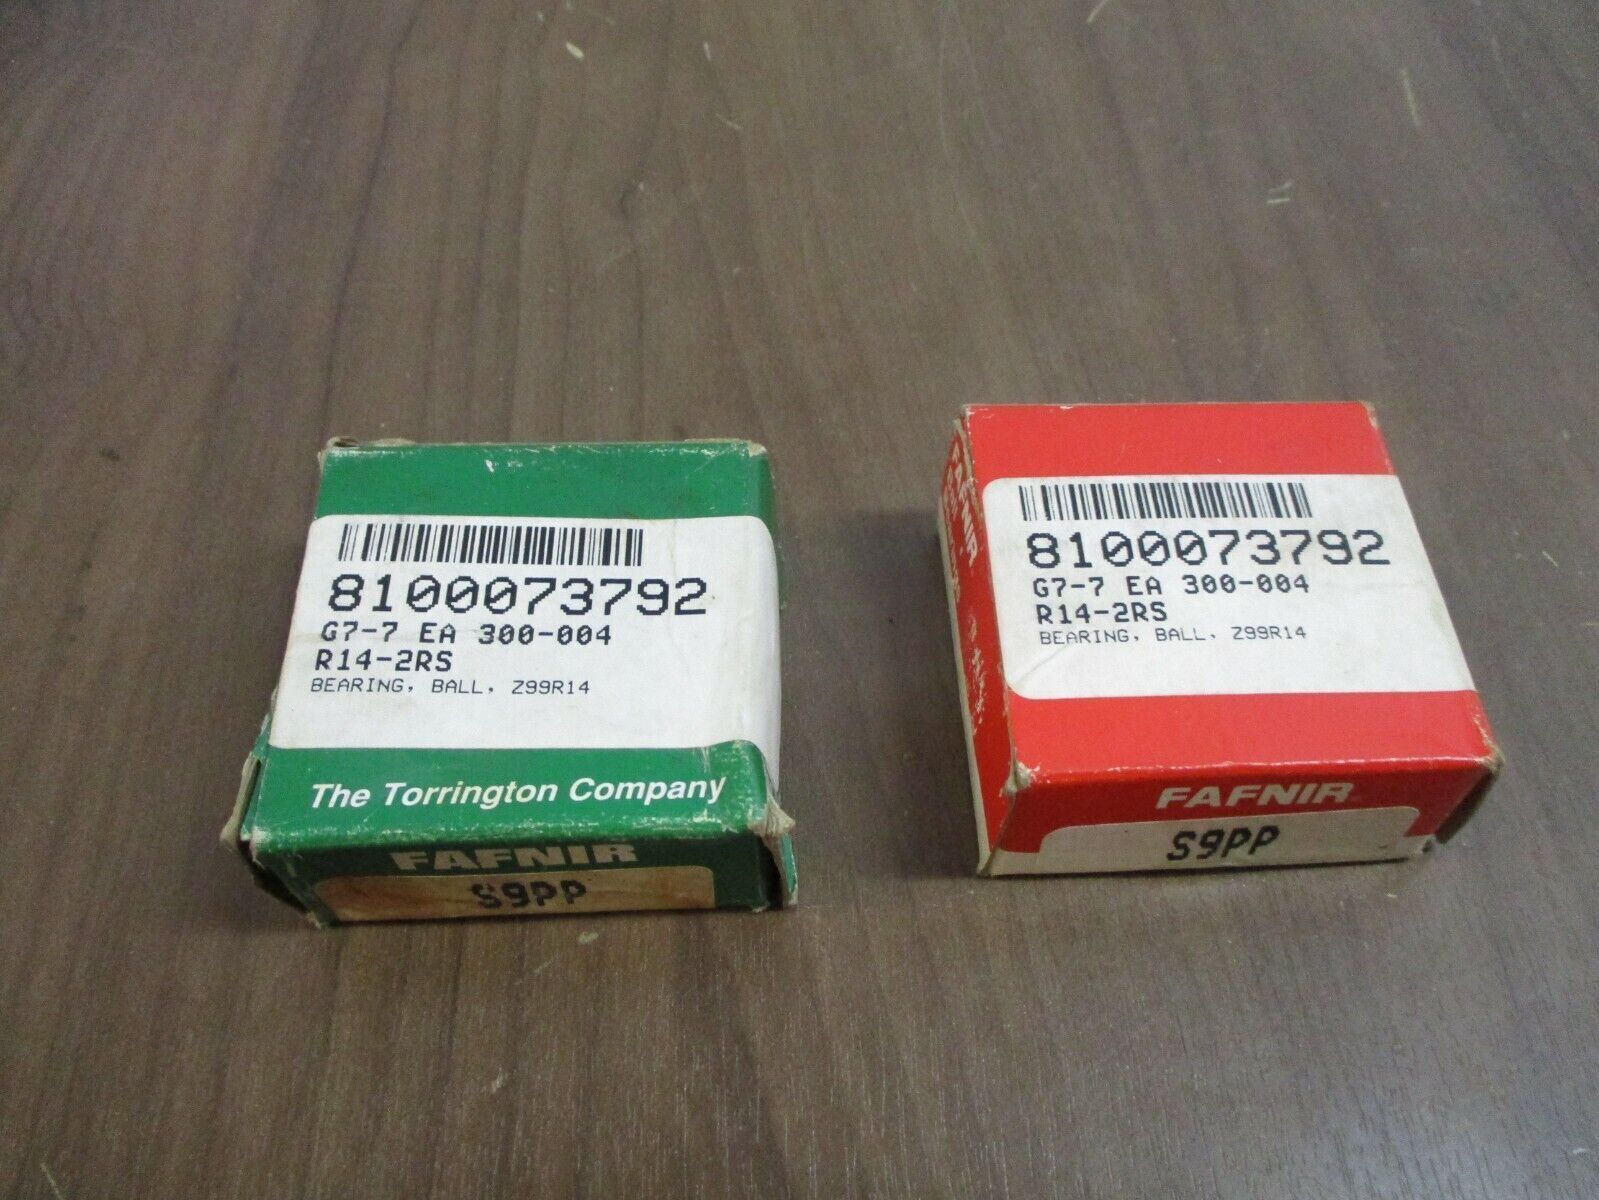 8100073792
G7-7 EA 300-004
R14-2RS
BEARING, BALL, Z99R14
The Torrington Company
FAFNIR
S9PP
FAFNIR
8100073792
G7-7 EA 300-004
R14-2RS
BEARING, BALL, Z99R14
FAFNIR
S9PP